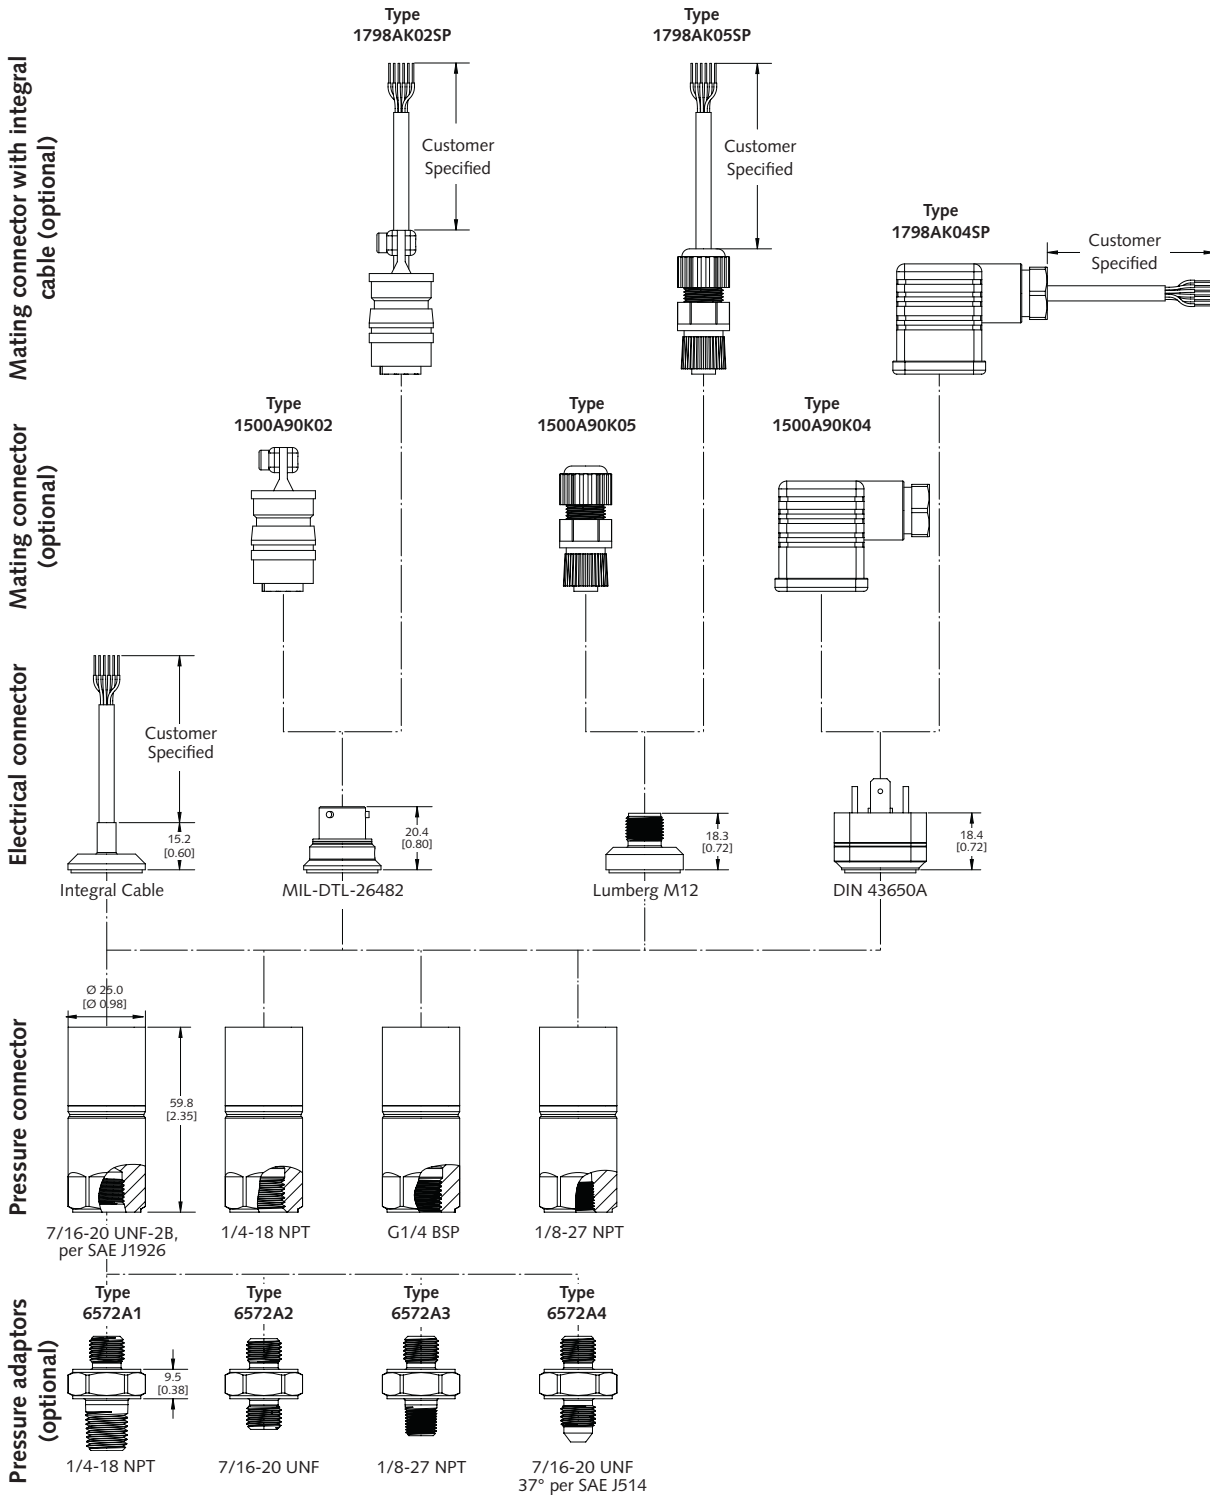 Type
1798AK02SP
Type
1798AK05SP
Mating connector with integral
cable (optional)
Customer
Specified
Customer
Specified
Type
1798AK04SP
Customer
Specified
Mating connector
(optional)
Type
1500A90K02
Type
1500A90K05
Type
1500A90K04
Electrical connector
Customer
Specified
15.2
[0.60]
20.4
[0.80]
18.3
[0.72]
18.4
[0.72]
Integral Cable
MIL-DTL-26482
Lumberg M12
DIN 43650A
Pressure connector
Ø 25.0
[Ø 0.98]
59.8
[2.35]
7/16-20 UNF-2B,
per SAE J1926
1/4-18 NPT
G1/4 BSP
1/8-27 NPT
Pressure adaptors
(optional)
Type
6572A1
Type
6572A2
Type
6572A3
Type
6572A4
9.5
[0.38]
1/4-18 NPT
7/16-20 UNF
1/8-27 NPT
7/16-20 UNF
37° per SAE J514